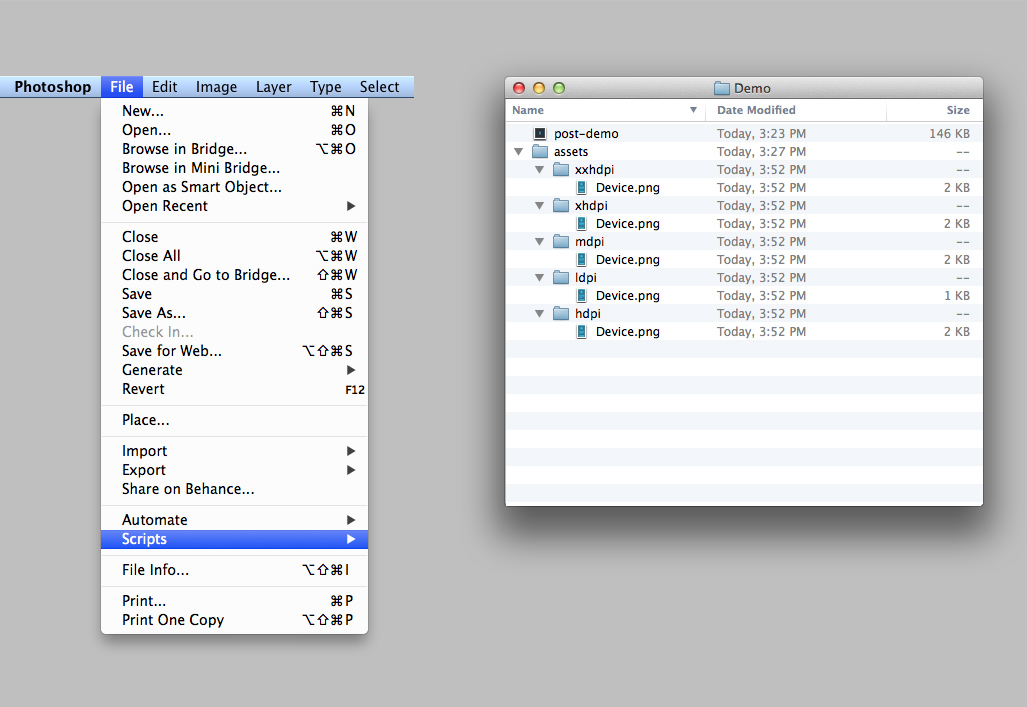 Photoshop File Edit Image Layer Type Select
New... ⌘N
Open... ⌘O
Browse in Bridge... ⌥⌘O
Browse in Mini Bridge...
Open as Smart Object...
Open Recent
Close ⌘W
Close All ⌥⌘W
Close and Go to Bridge... ⇧⌘W
Save ⌘S
Save As... ⇧⌘S
Check In...
Save for Web... ⌥⇧⌘S
Generate
Revert F12
Place...
Import
Export
Share on Behance...
Automate
Scripts
File Info... ⌥⇧⌘I
Print... ⌘P
Print One Copy ⌥⇧⌘P
Demo
Name Date Modified Size
post-demo Today, 3:23 PM 146 KB
assets Today, 3:27 PM --
xxhdpi Today, 3:52 PM --
Device.png Today, 3:52 PM 2 KB
xhdpi Today, 3:52 PM --
Device.png Today, 3:52 PM 2 KB
mdpi Today, 3:52 PM --
Device.png Today, 3:52 PM 2 KB
ldpi Today, 3:52 PM --
Device.png Today, 3:52 PM 1 KB
hdpi Today, 3:52 PM --
Device.png Today, 3:52 PM 2 KB